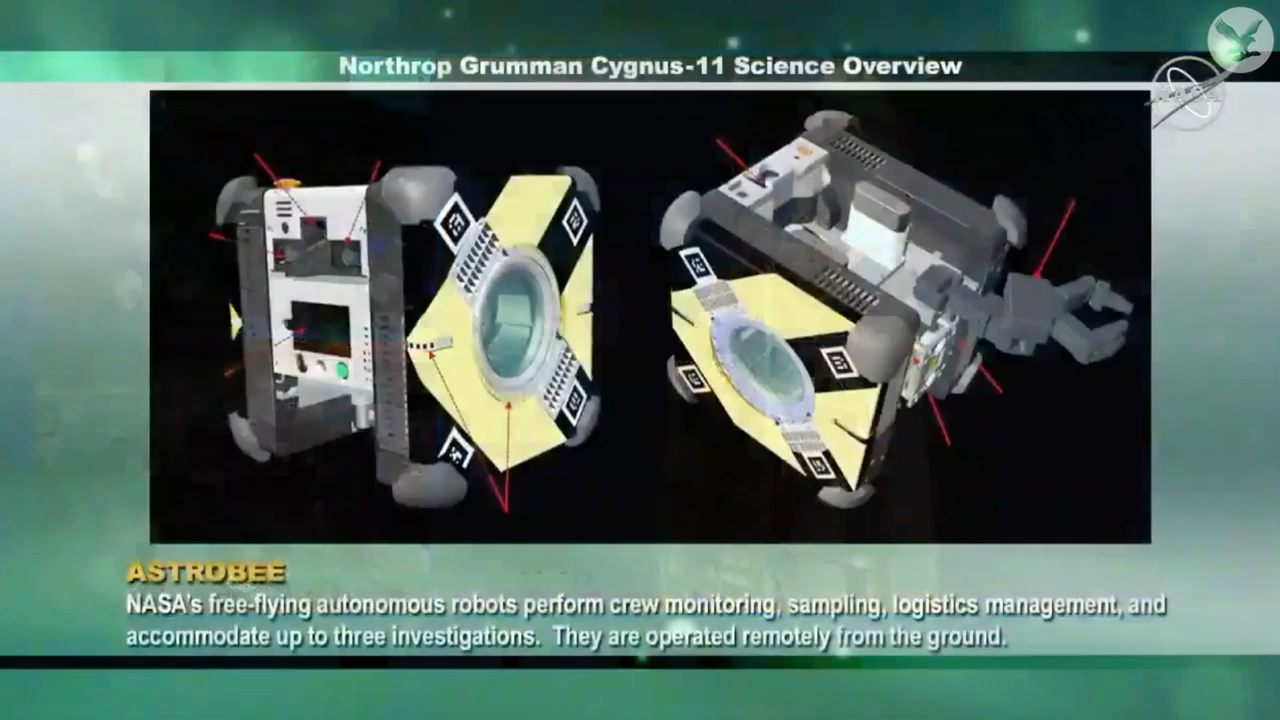 Northrop Grumman Cygnus-11 Science Overview
NASA
ASTROBEE
NASA's free-flying autonomous robots perform crew monitoring, sampling, logistics management, and
accommodate up to three investigations. They are operated remotely from the ground.